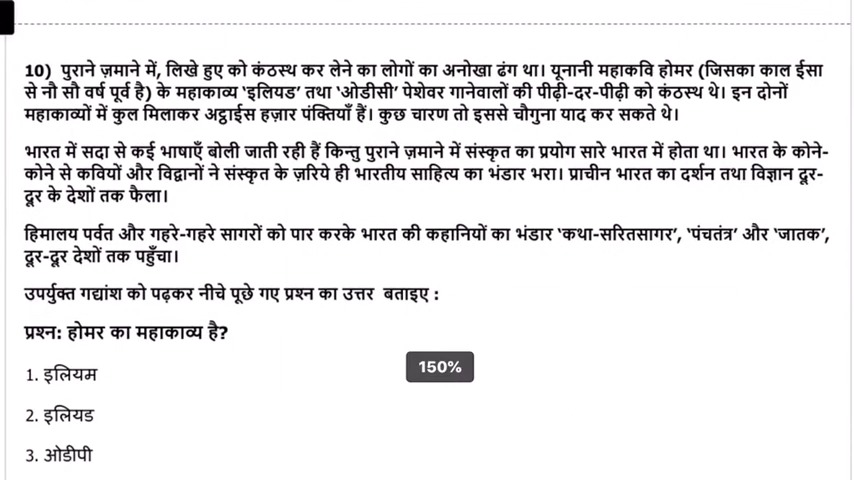 10) पुराने ज़माने में, लिखे हुए को कंठस्थ कर लेने का लोगों का अनोखा ढंग था। यूनानी महाकवि होमर (जिसका काल ईसा
से नौ सौ वर्ष पूर्व है) के महाकाव्य 'इलियड' तथा 'ओडीसी' पेशेवर गानेवालों की पीढ़ी-दर-पीढ़ी को कंठस्थ थे। इन दोनों
महाकाव्यों में कुल मिलाकर अट्ठाईस हज़ार पंक्तियाँ हैं। कुछ चारण तो इससे चौगुना याद कर सकते थे।
भारत में सदा से कई भाषाएँ बोली जाती रही हैं किन्तु पुराने ज़माने में संस्कृत का प्रयोग सारे भारत में होता था। भारत के कोने-
कोने से कवियों और विद्वानों ने संस्कृत के ज़रिये ही भारतीय साहित्य का भंडार भरा। प्राचीन भारत का दर्शन तथा विज्ञान दूर-
दूर के देशों तक फैला।
हिमालय पर्वत और गहरे-गहरे सागरों को पार करके भारत की कहानियों का भंडार 'कथा-सरितसागर', 'पंचतंत्र' और 'जातक',
दूर-दूर देशों तक पहुँचा।
उपर्युक्त गद्यांश को पढ़कर नीचे पूछे गए प्रश्न का उत्तर बताइए :
प्रश्न: होमर का महाकाव्य है?
150%
1. इलियम
2. इलियड
3. ओडीपी